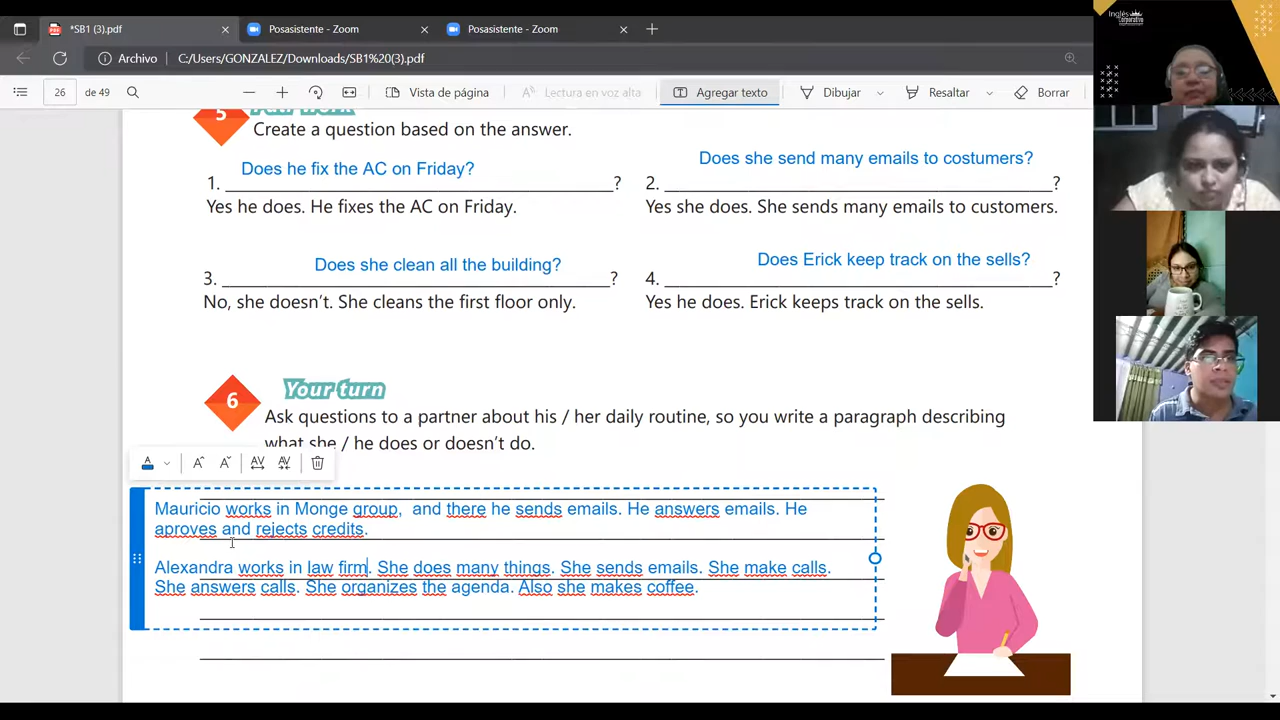 *SB1 (3).pdf
Posasistente - Zoom
Posasistente - Zoom
Archivo
C:/Users/GONZALEZ/Downloads/SB1%20(3).pdf
26
de 49
Vista de página
Lectura en voz alta
Agregar texto
Dibujar
Resaltar
Borrar
Inglés
Corporativo
5
Create a question based on the answer.
Does he fix the AC on Friday?
1. ?
Yes he does. He fixes the AC on Friday.
Does she send many emails to costumers?
2. ?
Yes she does. She sends many emails to customers.
Does she clean all the building?
3. ?
No, she doesn't. She cleans the first floor only.
Does Erick keep track on the sells?
4. ?
Yes he does. Erick keeps track on the sells.
6
Your turn
Ask questions to a partner about his / her daily routine, so you write a paragraph describing
what she / he does or doesn't do.
Mauricio works in Monge group, and there he sends emails. He answers emails. He
aproves and rejects credits.
Alexandra works in law firm. She does many things. She sends emails. She make calls.
She answers calls. She organizes the agenda. Also she makes coffee.